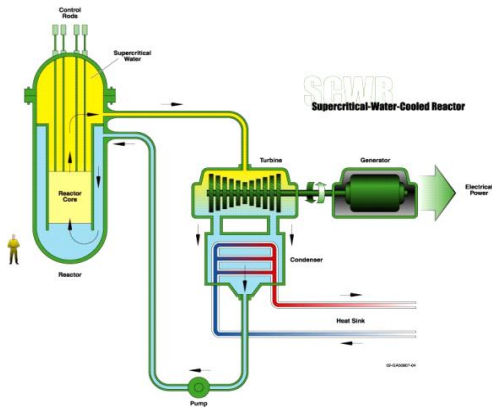 Control
Rods
Supercritical
Water
SCWR
Supercritical-Water-Cooled Reactor
Turbine
Generator
Electrical
Power
Reactor
Core
Condenser
Reactor
Heat Sink
Pump